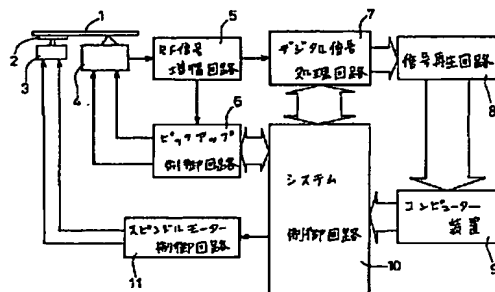 1
2
3
4
5
RF信号
増幅回路
7
デジタル信号
処理回路
信号再生回路
8
6
ピックアップ
制御回路
システム
制御回路
10
コンピューター
装置
9
スピンドルモーター
制御回路
11